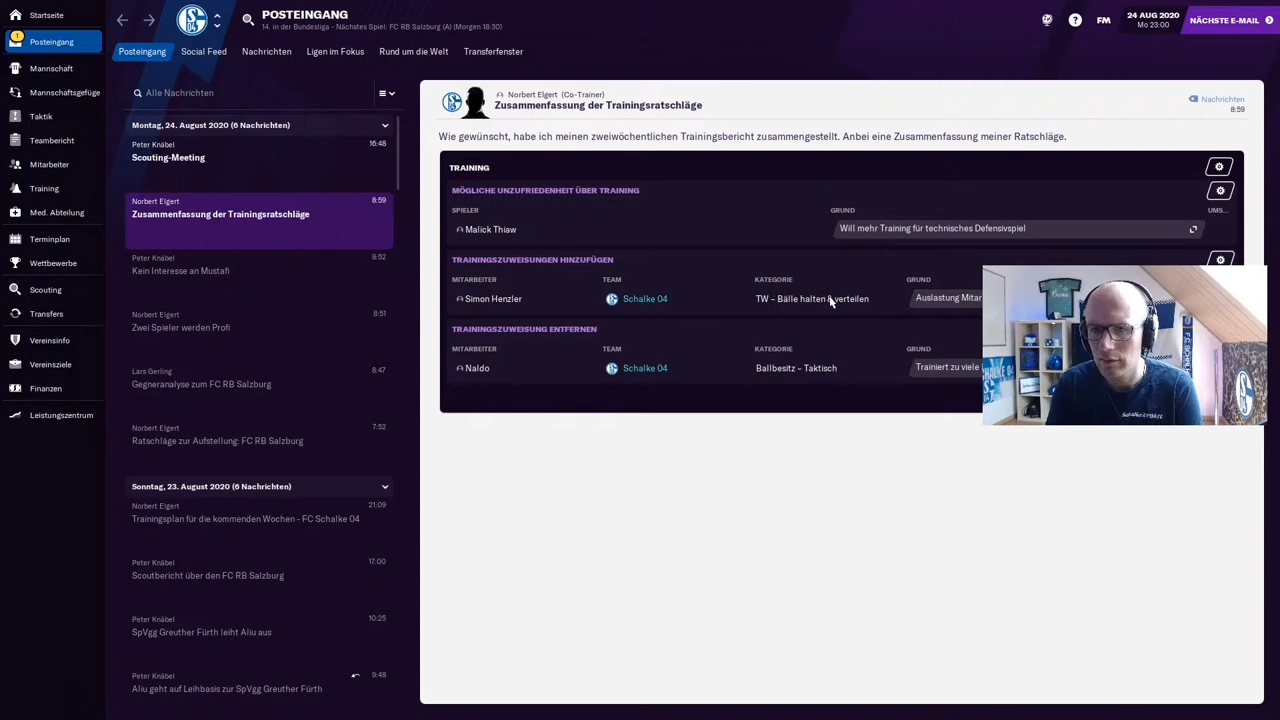 Startseite
Posteingang
Mannschaft
Mannschaftsgefüge
Taktik
Teambericht
Mitarbeiter
Training
Med. Abteilung
Terminplan
Wettbewerbe
Scouting
Transfers
Vereinsinfo
Vereinsziele
Finanzen
Leistungszentrum
POSTEINGANG
14. in der Bundesliga - Nächstes Spiel: FC RB Salzburg (A) (Morgen 18:30)
FM
24 AUG 2020
Mo 23:00
NÄCHSTE E-MAIL
Posteingang
Social Feed
Nachrichten
Ligen im Fokus
Rund um die Welt
Transferfenster
Alle Nachrichten
Montag, 24. August 2020 (6 Nachrichten)
Peter Knäbel 16:48
Scouting-Meeting
Norbert Elgert 8:59
Zusammenfassung der Trainingsratschläge
Peter Knäbel 8:52
Kein Interesse an Mustafi
Norbert Elgert 8:51
Zwei Spieler werden Profi
Lars Gerling 8:47
Gegneranalyse zum FC RB Salzburg
Norbert Elgert 7:52
Ratschläge zur Aufstellung: FC RB Salzburg
Sonntag, 23. August 2020 (6 Nachrichten)
Norbert Elgert 21:09
Trainingsplan für die kommenden Wochen - FC Schalke 04
Peter Knäbel 17:00
Scoutbericht über den FC RB Salzburg
Peter Knäbel 10:25
SpVgg Greuther Fürth leiht Aliu aus
Peter Knäbel 9:48
Aliu geht auf Leihbasis zur SpVgg Greuther Fürth
Norbert Elgert (Co-Trainer)
Zusammenfassung der Trainingsratschläge
Nachrichten
8:59
Wie gewünscht, habe ich meinen zweiwöchentlichen Trainingsbericht zusammengestellt. Anbei eine Zusammenfassung meiner Ratschläge.
TRAINING
MÖGLICHE UNZUFRIEDENHEIT ÜBER TRAINING
SPIELER GRUND UMS...
Malick Thiaw Will mehr Training für technisches Defensivspiel
TRAININGSZUWEISUNGEN HINZUFÜGEN
MITARBEITER TEAM KATEGORIE GRUND
Simon Henzler Schalke 04 TW – Bälle halten & verteilen Auslastung Mitar
TRAININGSZUWEISUNG ENTFERNEN
MITARBEITER TEAM KATEGORIE GRUND
Naldo Schalke 04 Ballbesitz – Taktisch Trainiert zu viele